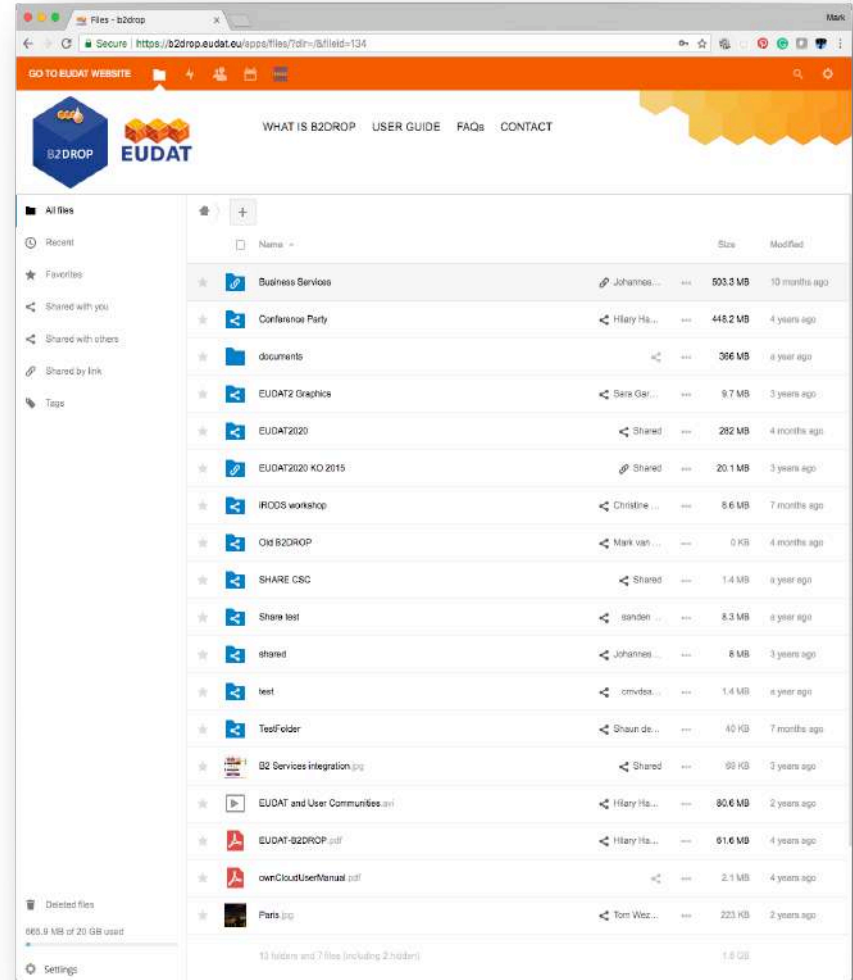 Files - b2drop
Mark
Secure https://b2drop.eudat.eu/apps/files/?dir=/&fileid=134
GO TO EUDAT WEBSITE
B2DROP
EUDAT
WHAT IS B2DROP USER GUIDE FAQs CONTACT
All files
Recent
Favorites
Shared with you
Shared with others
Shared by link
Tags
Name Size Modified
Business Services Johannes... 503.3 MB 10 months ago
Conference Party Hilary Ha... 448.2 MB 4 years ago
documents 366 MB a year ago
EUDAT2 Graphics Sara Gar... 9.7 MB 3 years ago
EUDAT2020 Shared 282 MB 4 months ago
EUDAT2020 KO 2015 Shared 20.1 MB 3 years ago
iRODS workshop Christine ... 8.6 MB 7 months ago
Old B2DROP Mark van ... 0 KB 4 months ago
SHARE CSC Shared 1.4 MB a year ago
Share test sanden ... 8.3 MB a year ago
shared Johannes... 8 MB 3 years ago
test cmvdsa... 1.4 MB a year ago
TestFolder Shaun de... 40 KB 7 months ago
B2 Services integration.jpg Shared 69 KB 3 years ago
EUDAT and User Communities.avi Hilary Ha... 80.6 MB 2 years ago
EUDAT-B2DROP.pdf Hilary Ha... 61.6 MB 4 years ago
ownCloudUserManual.pdf 2.1 MB 4 years ago
Paris.jpg Tom Wez... 223 KB 2 years ago
13 folders and 7 files (including 2 hidden) 1.8 GB
Deleted files
665.9 MB of 20 GB used
Settings